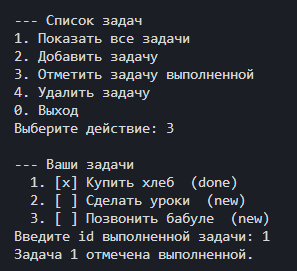 --- Список задач
1. Показать все задачи
2. Добавить задачу
3. Отметить задачу выполненной
4. Удалить задачу
0. Выход
Выберите действие: 3

--- Ваши задачи
  1. [x] Купить хлеб  (done)
  2. [ ] Сделать уроки  (new)
  3. [ ] Позвонить бабуле  (new)
Введите id выполненной задачи: 1
Задача 1 отмечена выполненной.